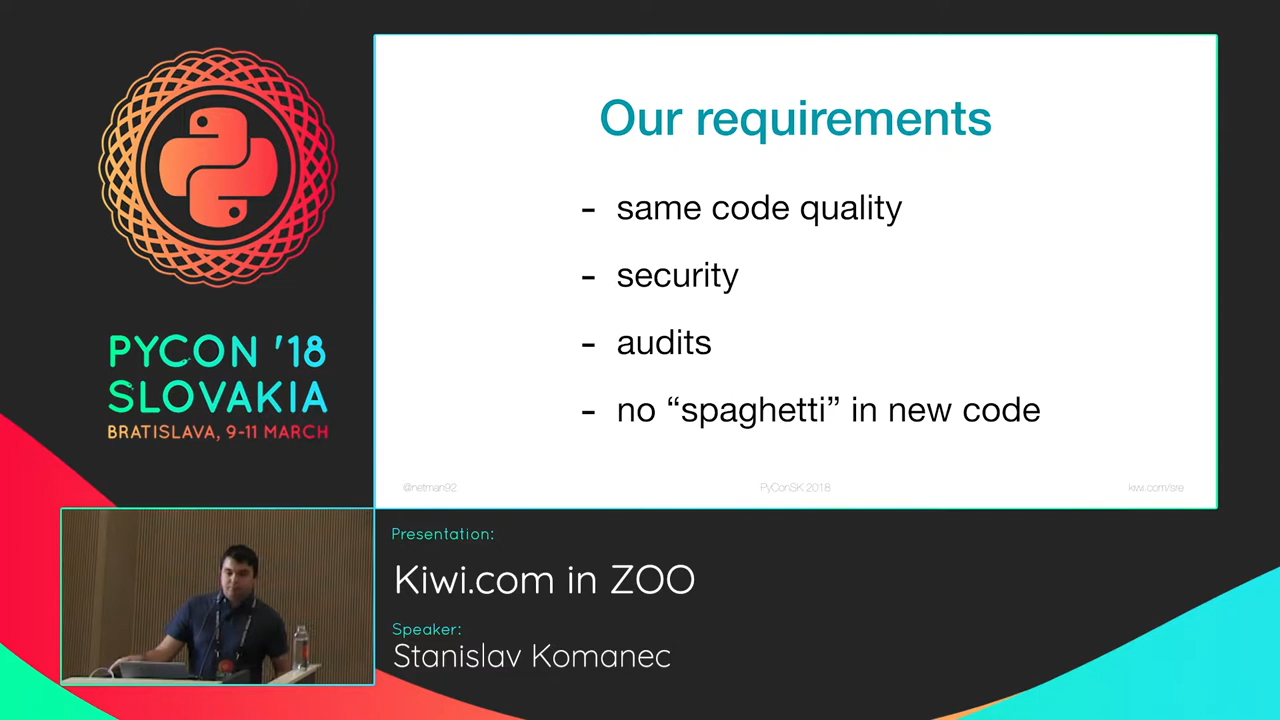 PYCON '18
SLOVAKIA
BRATISLAVA, 9-11 MARCH
Our requirements
- same code quality
- security
- audits
- no “spaghetti” in new code
@netman92
PyConSK 2018
kiwi.com/sre
Presentation:
Kiwi.com in ZOO
Speaker:
Stanislav Komanec